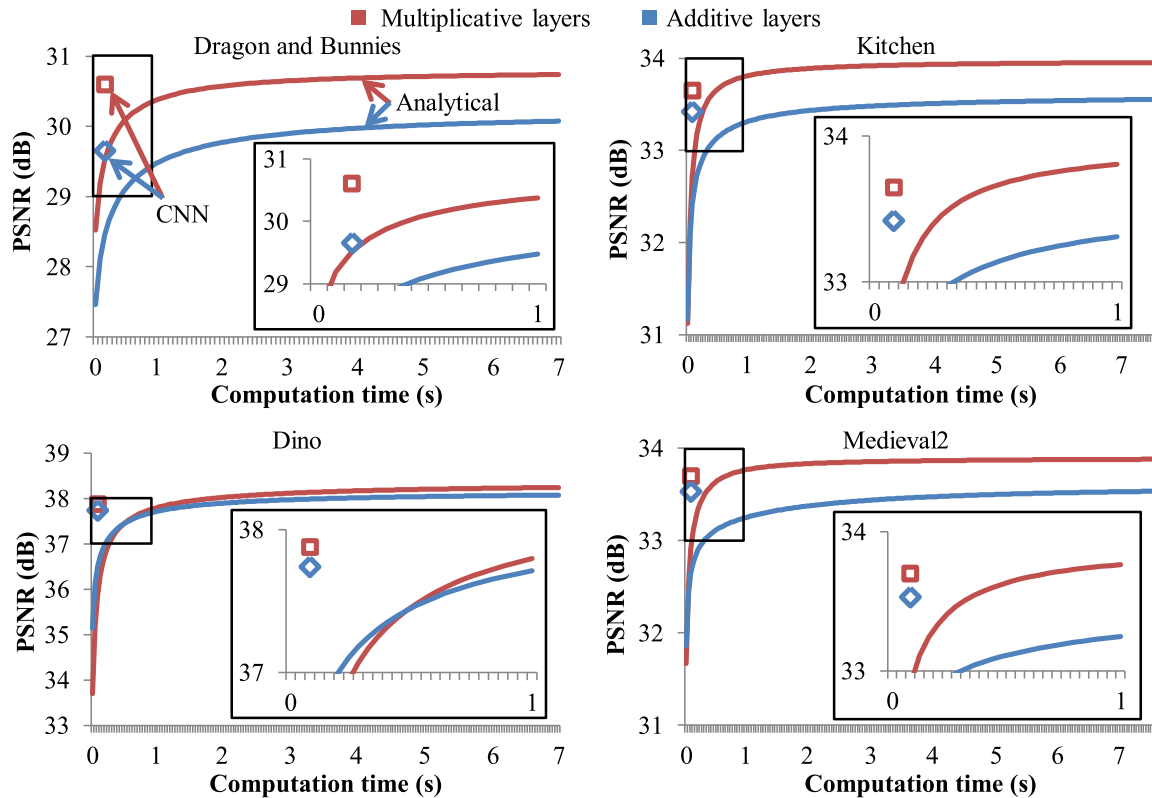 Multiplicative layers
Additive layers
Dragon and Bunnies
PSNR (dB)
31
30
29
28
27
Analytical
CNN
31
30
29
0 1
0 1 2 3 4 5 6 7
Computation time (s)
Kitchen
PSNR (dB)
34
33
32
31
34
33
0 1
0 1 2 3 4 5 6 7
Computation time (s)
Dino
PSNR (dB)
39
38
37
36
35
34
33
38
37
0 1
0 1 2 3 4 5 6 7
Computation time (s)
Medieval2
PSNR (dB)
34
33
32
31
34
33
0 1
0 1 2 3 4 5 6 7
Computation time (s)